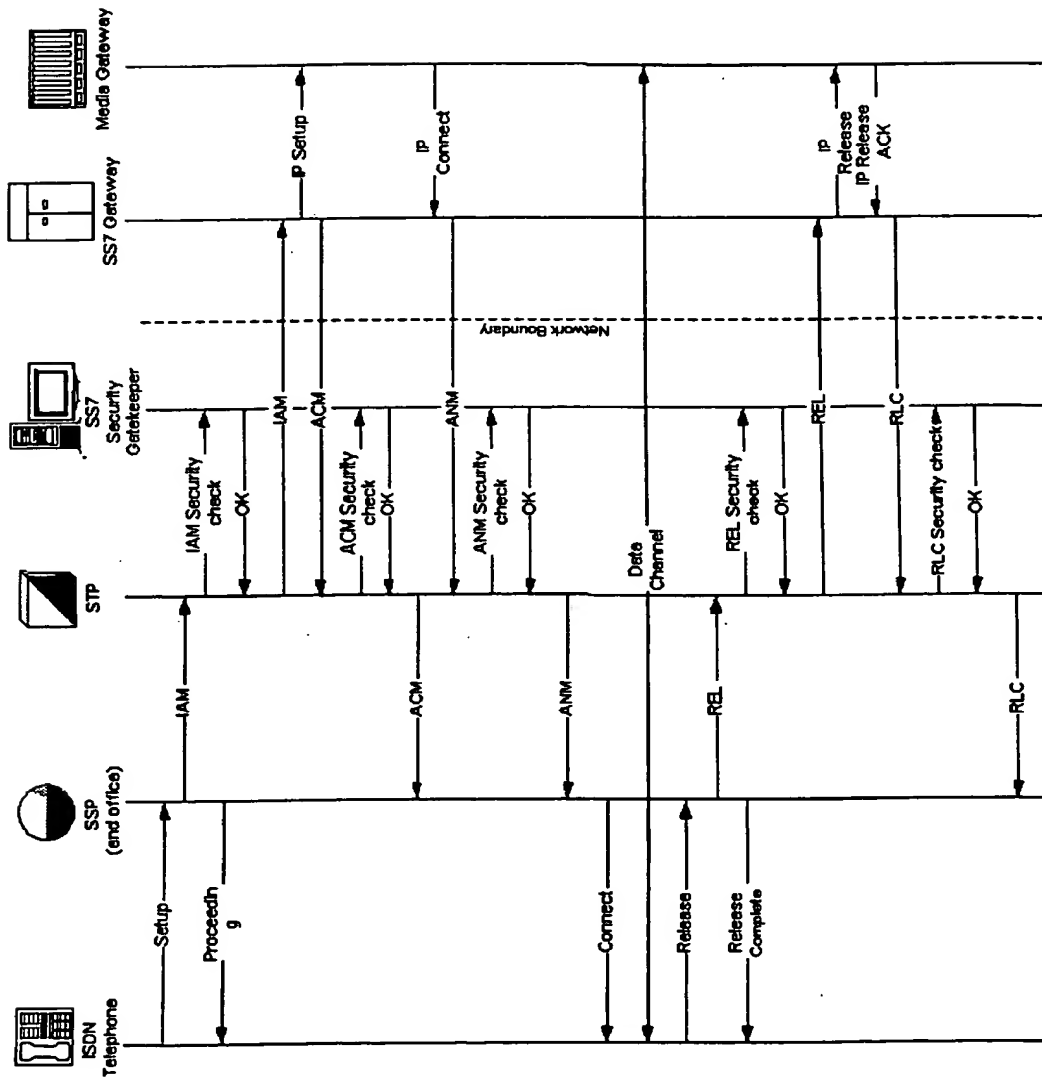 ISDN
Telephone
SSP
(end office)
STP
SS7
Security
Gatekeeper
SS7 Gateway
Media Gateway
Setup
IAM
IAM Security
check
Proceedin
g
OK
IAM
IP Setup
ACM
ACM Security
check
OK
ACM
IP
Connect
ANM
ANM Security
check
OK
ANM
Connect
Network Boundary
Data
Channel
Release
REL
REL Security
check
Release
Complete
OK
REL
IP
Release
IP Release
ACK
RLC
RLC Security check
OK
RLC